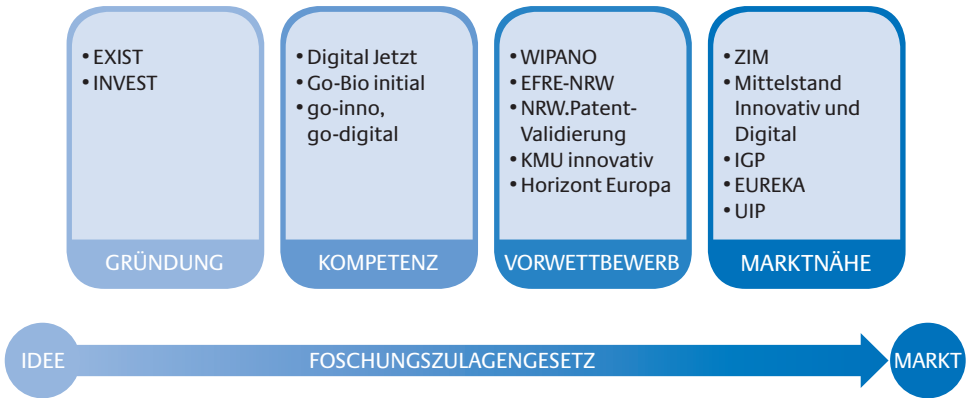 • EXIST
• INVEST
GRÜNDUNG
• Digital Jetzt
• Go-Bio initial
• go-inno,
go-digital
KOMPETENZ
• WIPANO
• EFRE-NRW
• NRW.Patent-
Validierung
• KMU innovativ
• Horizont Europa
VORWETTBEWERB
• ZIM
• Mittelstand
Innovativ und
Digital
• IGP
• EUREKA
• UIP
MARKTNÄHE
IDEE
FOSCHUNGSZULAGENGESETZ
MARKT